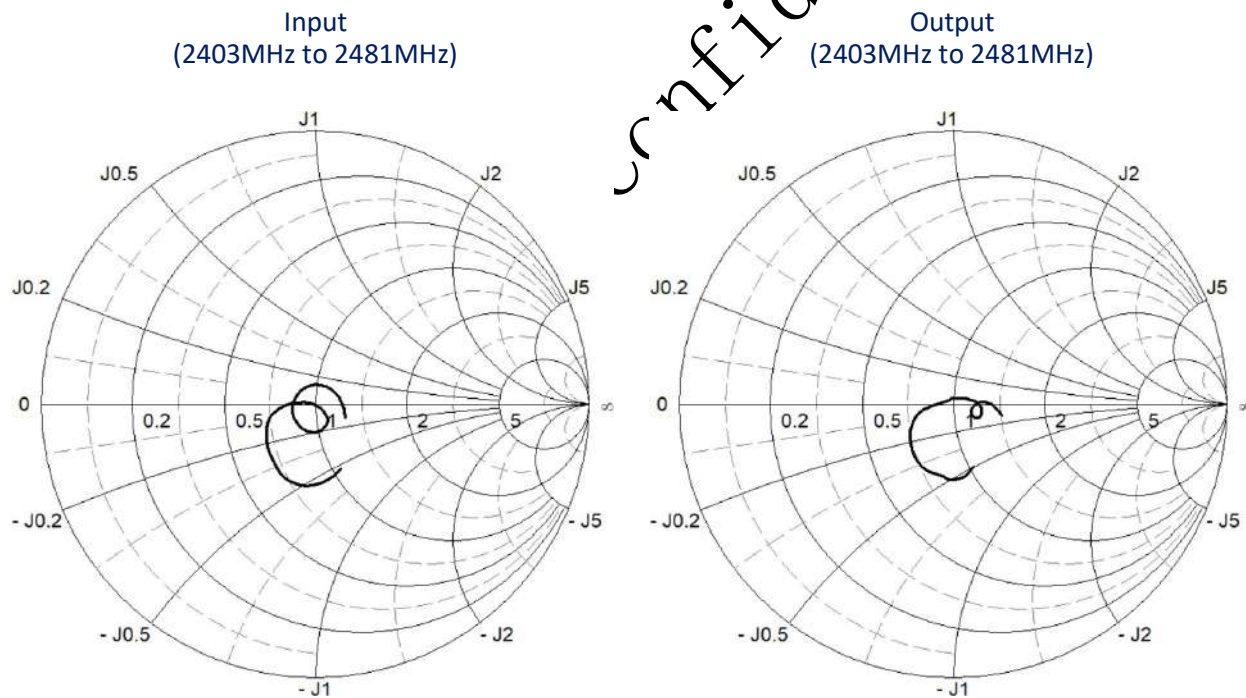 Input
(2403MHz to 2481MHz)
J1
J0.5
J2
J0.2
J5
0
0.2
0.5
1
2
5
∞
- J0.2
- J5
- J0.5
- J2
- J1
Output
(2403MHz to 2481MHz)
J1
J0.5
J2
J0.2
J5
0
0.2
0.5
1
2
5
∞
- J0.2
- J5
- J0.5
- J2
- J1